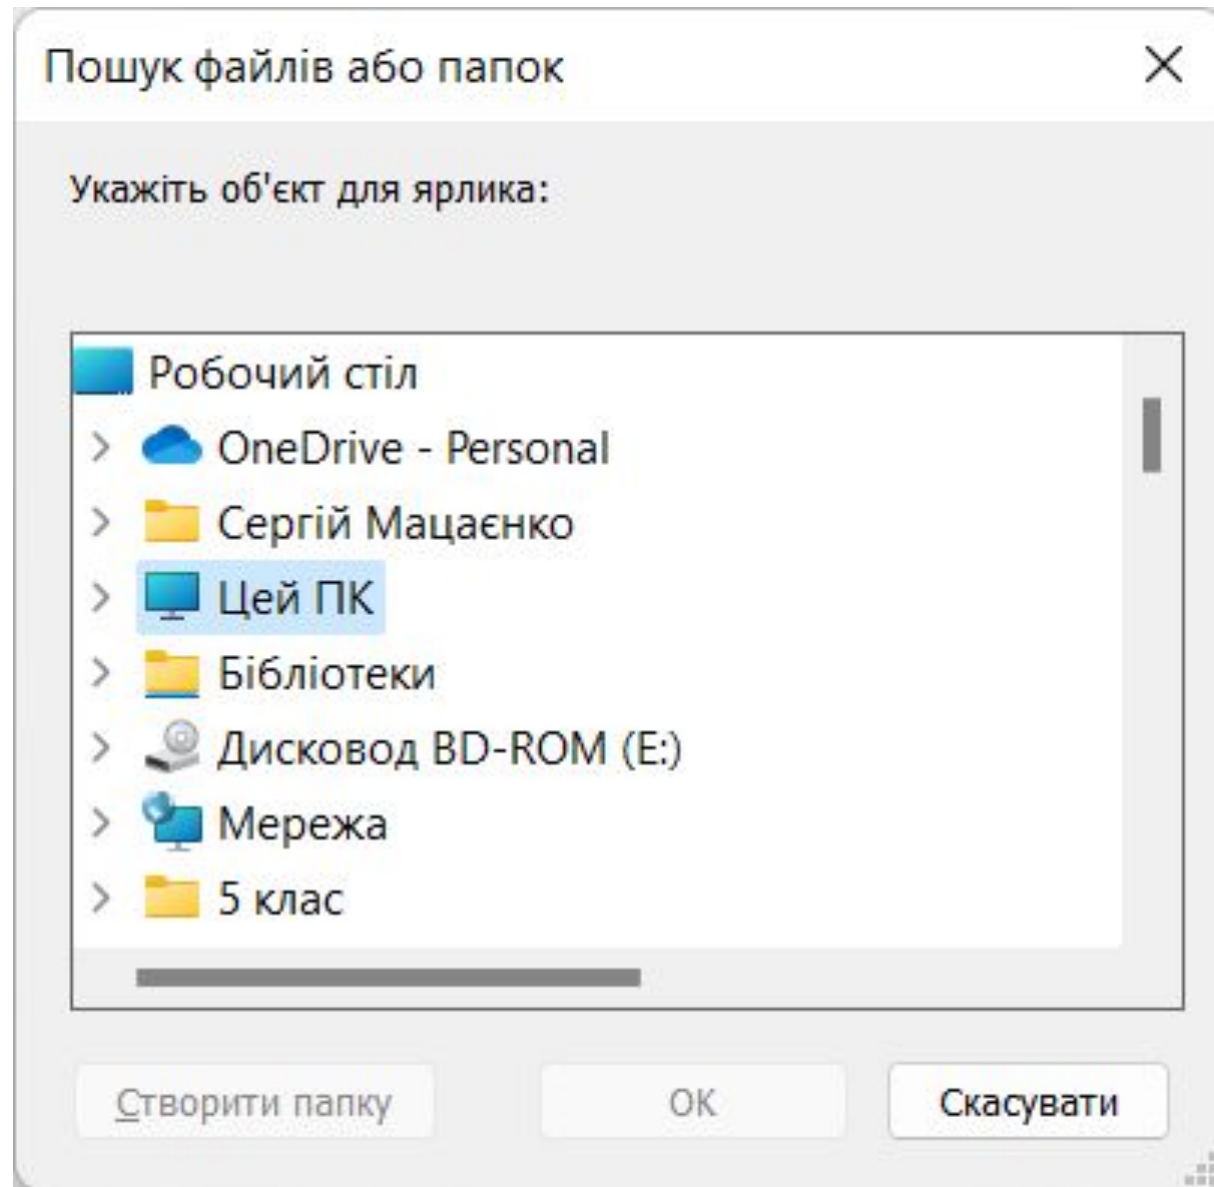 Пошук файлів або папок
Укажіть об'єкт для ярлика:
Робочий стіл
OneDrive - Personal
Сергій Мацаєнко
Цей ПК
Бібліотеки
Дисковод BD-ROM (E:)
Мережа
5 клас
Створити папку
ОК
Скасувати